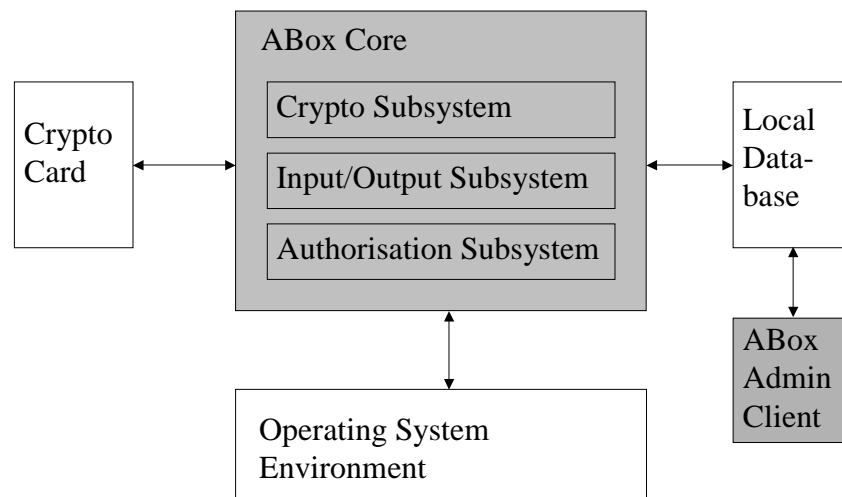 ABox Core
Crypto Subsystem
Input/Output Subsystem
Authorisation Subsystem
Crypto
Card
Local
Data-
base
ABox
Admin
Client
Operating System
Environment